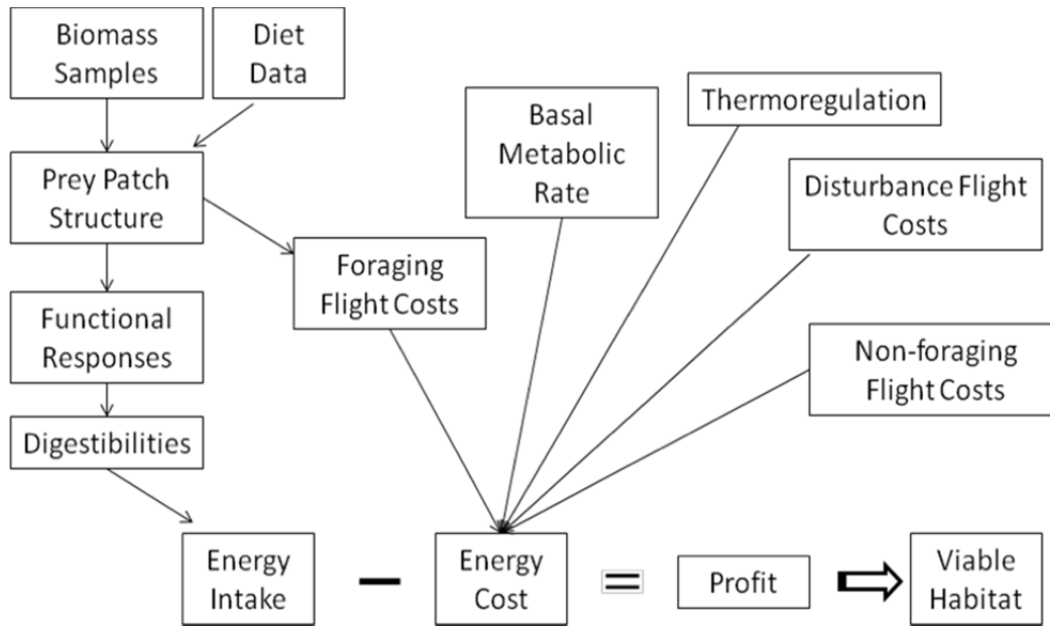 Biomass
Samples
Diet
Data
Thermoregulation
Basal
Metabolic
Rate
Prey Patch
Structure
Disturbance Flight
Costs
Foraging
Flight Costs
Functional
Responses
Non-foraging
Flight Costs
Digestibilities
Energy
Intake
−
Energy
Cost
=
Profit
Viable
Habitat